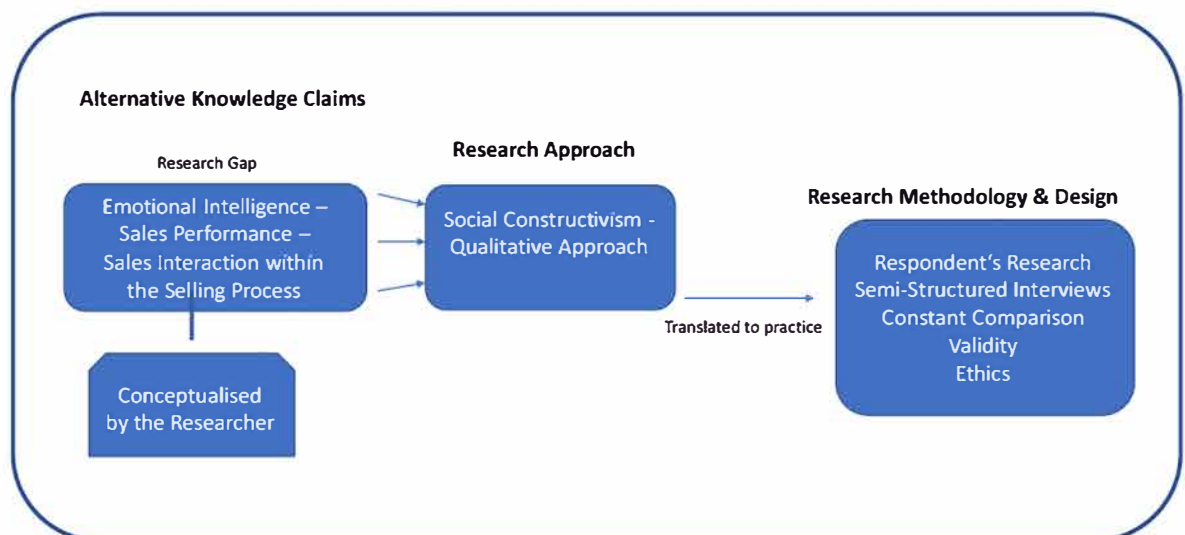 Alternative Knowledge Claims
Research Gap
Emotional Intelligence –
Sales Performance –
Sales Interaction within
the Selling Process
Conceptualised
by the Researcher
Research Approach
Social Constructivism -
Qualitative Approach
Translated to practice
Research Methodology & Design
Respondent's Research
Semi-Structured Interviews
Constant Comparison
Validity
Ethics